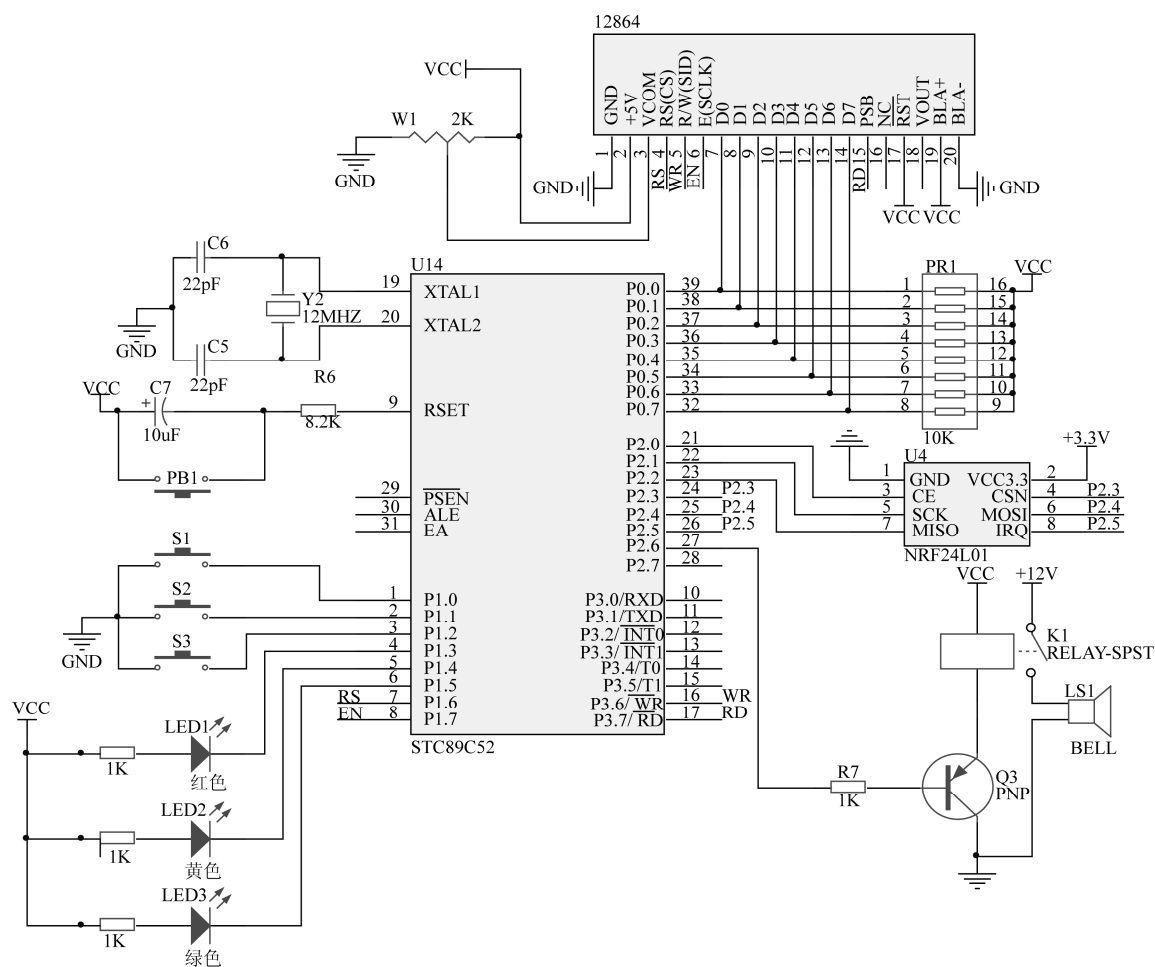 12864
GND
+5V
VCOM
RS(CS)
R/W(SID)
E(SCLK)
D0
D1
D2
D3
D4
D5
D6
D7
PSB
NC
RST
VOUT
BLA+
BLA-
1
2
3
4
5
6
7
8
9
10
11
12
13
14
15
16
17
18
19
20
RS
WR
EN
RD
VCC
W1 2K
GND
GND
VCC VCC
GND
C6
22pF
Y2
12MHZ
GND
C5
22pF
R6
8.2K
VCC
C7
+
10uF
PB1
U14
19 XTAL1
20 XTAL2
9 RSET
29 PSEN
30 ALE
31 EA
1 P1.0
2 P1.1
3 P1.2
4 P1.3
5 P1.4
6 P1.5
RS 7 P1.6
EN 8 P1.7
P0.0 39
P0.1 38
P0.2 37
P0.3 36
P0.4 35
P0.5 34
P0.6 33
P0.7 32
P2.0 21
P2.1 22
P2.2 23
P2.3 24 P2.3
P2.4 25 P2.4
P2.5 26 P2.5
P2.6 27
P2.7 28
P3.0/RXD 10
P3.1/TXD 11
P3.2/INT0 12
P3.3/INT1 13
P3.4/T0 14
P3.5/T1 15
P3.6/WR 16 WR
P3.7/RD 17 RD
STC89C52
PR1
VCC
1 16
2 15
3 14
4 13
5 12
6 11
7 10
8 9
10K
U4
+3.3V
1 GND VCC3.3 2
3 CE CSN 4 P2.3
5 SCK MOSI 6 P2.4
7 MISO IRQ 8 P2.5
NRF24L01
VCC
+12V
K1
RELAY-SPST
LS1
BELL
R7
1K
Q3
PNP
S1
S2
S3
GND
VCC
LED1
1K
红色
LED2
1K
黄色
LED3
1K
绿色